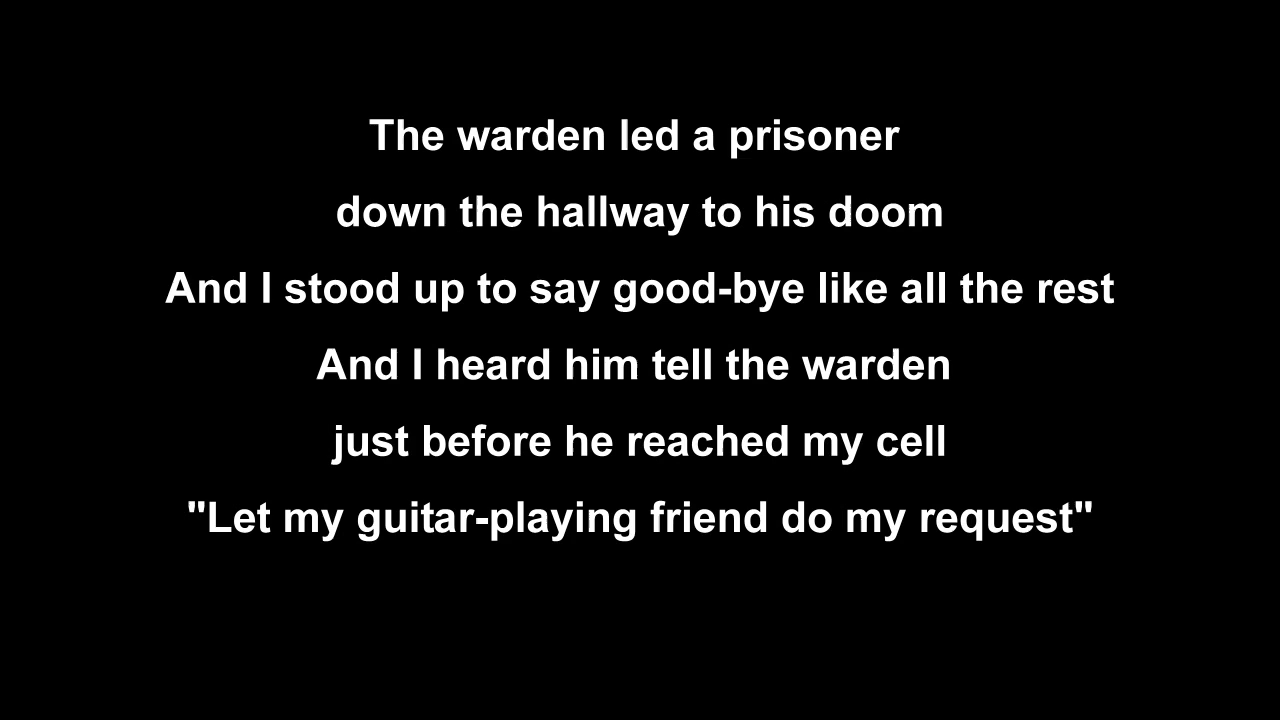 The warden led a prisoner
down the hallway to his doom
And I stood up to say good-bye like all the rest
And I heard him tell the warden
just before he reached my cell
"Let my guitar-playing friend do my request"